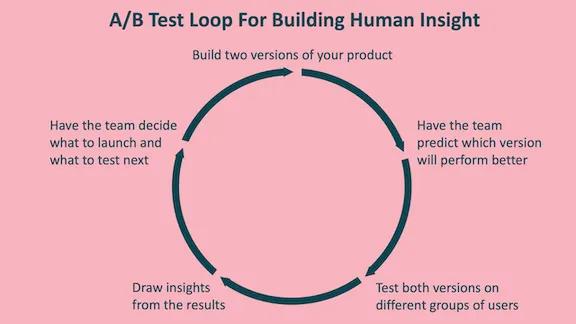 A/B Test Loop For Building Human Insight
Build two versions of your product
Have the team
predict which version
will perform better
Test both versions on
different groups of users
Draw insights
from the results
Have the team decide
what to launch and
what to test next